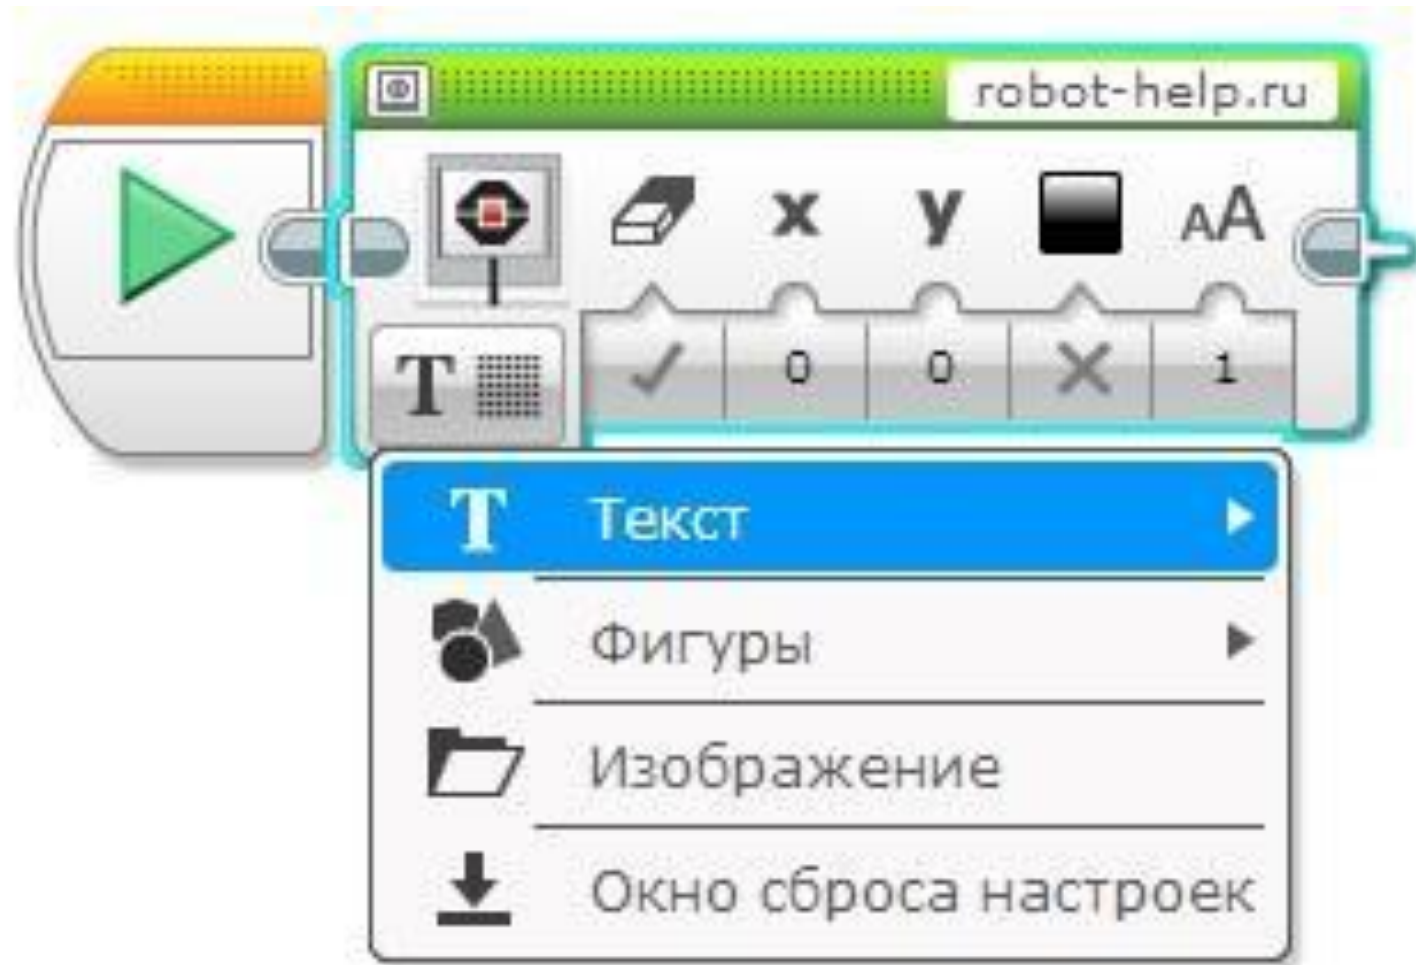 robot-help.ru
x y AA
T 0 0 1
T Текст
Фигуры
Изображение
Окно сброса настроек